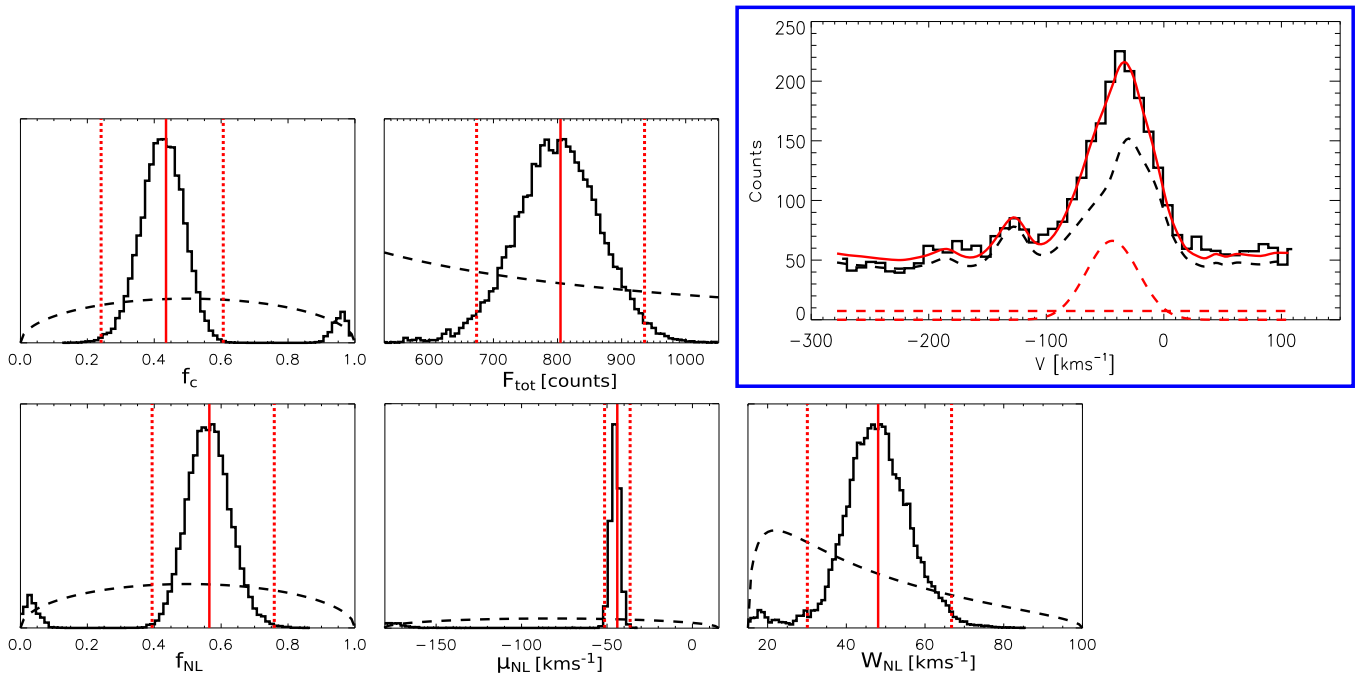 250
200
150
100
50
0
Counts
−300 −200 −100 0 100
V [kms⁻¹]
0.0 0.2 0.4 0.6 0.8 1.0
f_c
600 700 800 900 1000
F_tot [counts]
0.0 0.2 0.4 0.6 0.8 1.0
f_NL
−150 −100 −50 0
μ_NL [kms⁻¹]
20 40 60 80 100
W_NL [kms⁻¹]